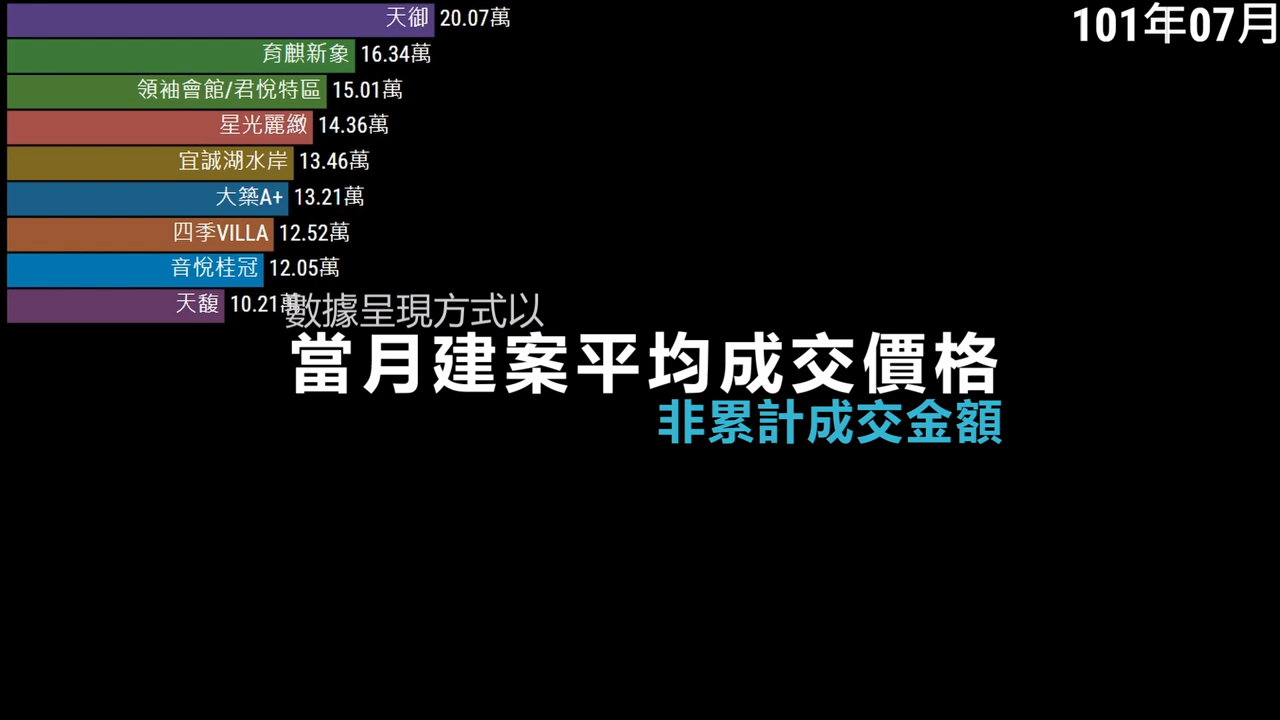 天御 20.07萬
101年07月
育麒新象 16.34萬
領袖會館/君悅特區 15.01萬
星光麗緻 14.36萬
宜誠湖水岸 13.46萬
大築A+ 13.21萬
四季VILLA 12.52萬
音悅桂冠 12.05萬
天馥 10.21萬
數據呈現方式以
當月建案平均成交價格
非累計成交金額